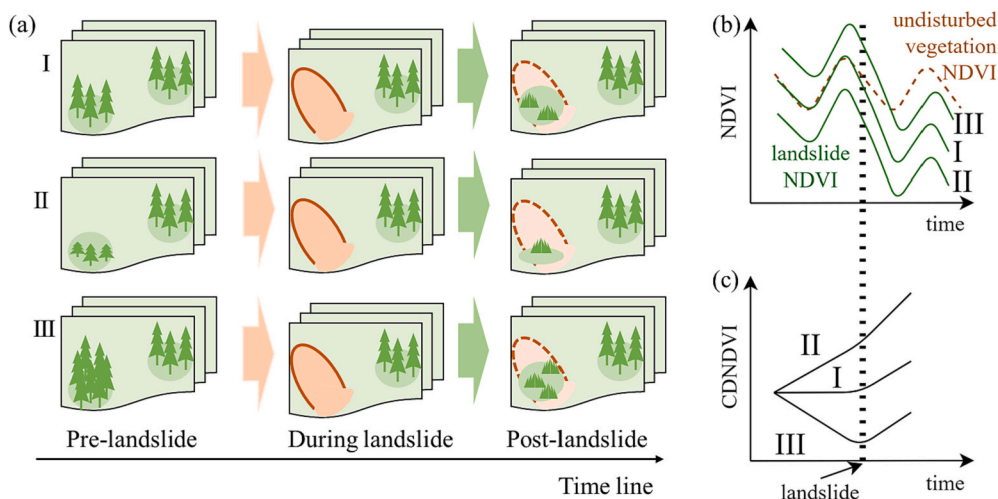 (a)
I
II
III
Pre-landslide
During landslide
Post-landslide
Time line
(b)
undisturbed
vegetation
NDVI
NDVI
landslide
NDVI
III
I
II
time
(c)
CDNDVI
II
I
III
landslide
time